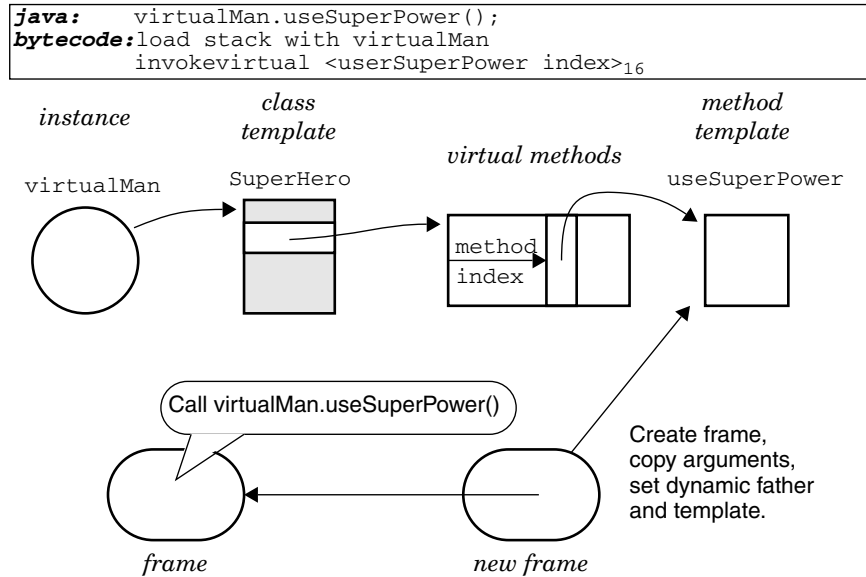 java: virtualMan.useSuperPower();
bytecode:load stack with virtualMan
invokevirtual <userSuperPower index>16
instance
class
template
virtual methods
method
template
virtualMan
SuperHero
useSuperPower
method
index
Call virtualMan.useSuperPower()
Create frame,
copy arguments,
set dynamic father
and template.
frame
new frame